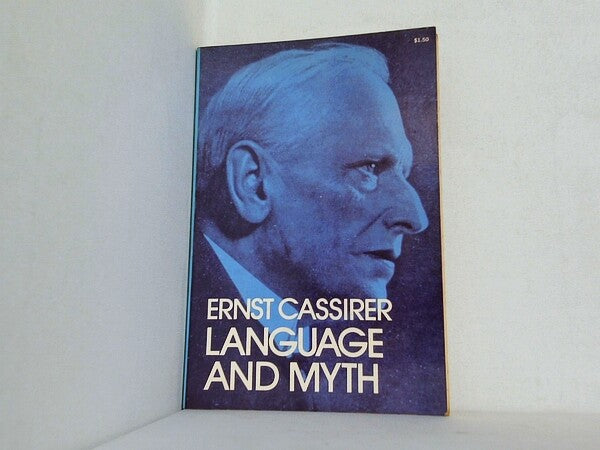 $1.50
ERNST CASSIRER
LANGUAGE
AND MYTH